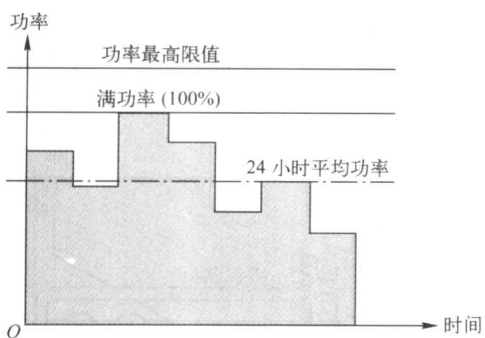 功率
功率最高限值
满功率 (100%)
24 小时平均功率
O
时间